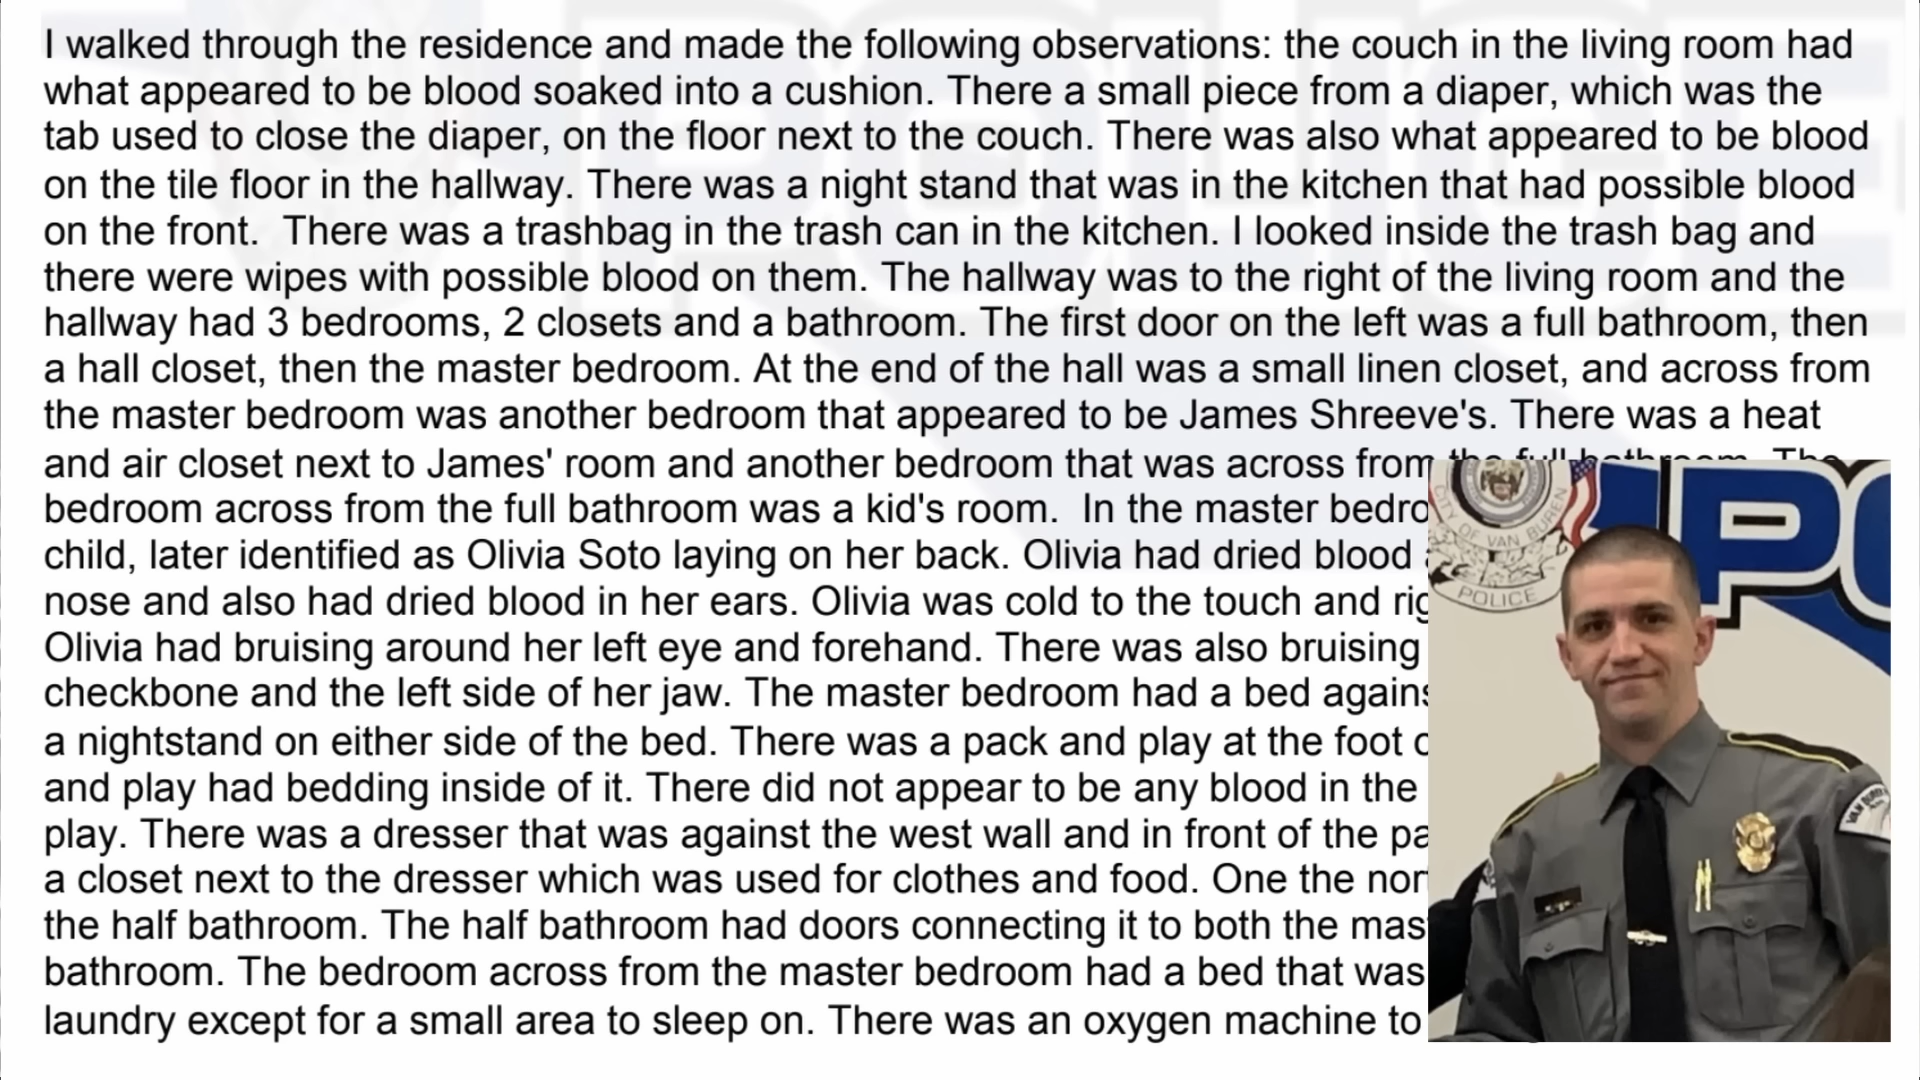 I walked through the residence and made the following observations: the couch in the living room had
what appeared to be blood soaked into a cushion. There a small piece from a diaper, which was the
tab used to close the diaper, on the floor next to the couch. There was also what appeared to be blood
on the tile floor in the hallway. There was a night stand that was in the kitchen that had possible blood
on the front.  There was a trashbag in the trash can in the kitchen. I looked inside the trash bag and
there were wipes with possible blood on them. The hallway was to the right of the living room and the
hallway had 3 bedrooms, 2 closets and a bathroom. The first door on the left was a full bathroom, then
a hall closet, then the master bedroom. At the end of the hall was a small linen closet, and across from
the master bedroom was another bedroom that appeared to be James Shreeve's. There was a heat
and air closet next to James' room and another bedroom that was across from the full bathroom. The
bedroom across from the full bathroom was a kid's room.  In the master bedro
child, later identified as Olivia Soto laying on her back. Olivia had dried blood
nose and also had dried blood in her ears. Olivia was cold to the touch and rig
Olivia had bruising around her left eye and forehand. There was also bruising
checkbone and the left side of her jaw. The master bedroom had a bed agains
a nightstand on either side of the bed. There was a pack and play at the foot
and play had bedding inside of it. There did not appear to be any blood in the
play. There was a dresser that was against the west wall and in front of the pa
a closet next to the dresser which was used for clothes and food. One the nor
the half bathroom. The half bathroom had doors connecting it to both the mas
bathroom. The bedroom across from the master bedroom had a bed that was
laundry except for a small area to sleep on. There was an oxygen machine to
POLICE
CITY OF VAN BUREN
POLICE
PO
VAN BUREN